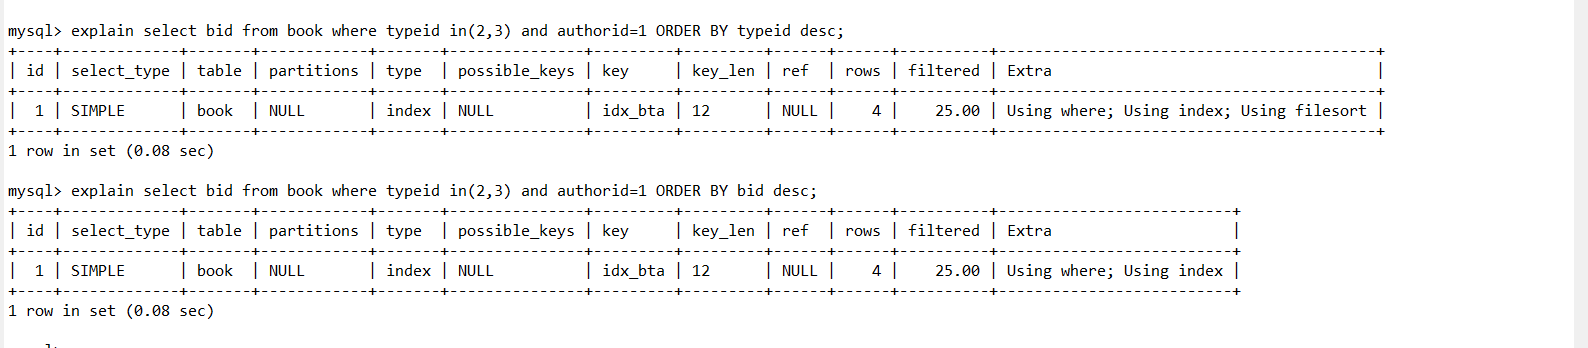 mysql> explain select bid from book where typeid in(2,3) and authorid=1 ORDER BY typeid desc;
+----+-------------+-------+------------+-------+---------------+---------+---------+------+------+----------+------------------------------------------+
| id | select_type | table | partitions | type  | possible_keys | key     | key_len | ref  | rows | filtered | Extra                                    |
+----+-------------+-------+------------+-------+---------------+---------+---------+------+------+----------+------------------------------------------+
|  1 | SIMPLE      | book  | NULL       | index | NULL          | idx_bta | 12      | NULL |    4 |    25.00 | Using where; Using index; Using filesort |
+----+-------------+-------+------------+-------+---------------+---------+---------+------+------+----------+------------------------------------------+
1 row in set (0.08 sec)
mysql> explain select bid from book where typeid in(2,3) and authorid=1 ORDER BY bid desc;
+----+-------------+-------+------------+-------+---------------+---------+---------+------+------+----------+--------------------------+
| id | select_type | table | partitions | type  | possible_keys | key     | key_len | ref  | rows | filtered | Extra                    |
+----+-------------+-------+------------+-------+---------------+---------+---------+------+------+----------+--------------------------+
|  1 | SIMPLE      | book  | NULL       | index | NULL          | idx_bta | 12      | NULL |    4 |    25.00 | Using where; Using index |
+----+-------------+-------+------------+-------+---------------+---------+---------+------+------+----------+--------------------------+
1 row in set (0.08 sec)